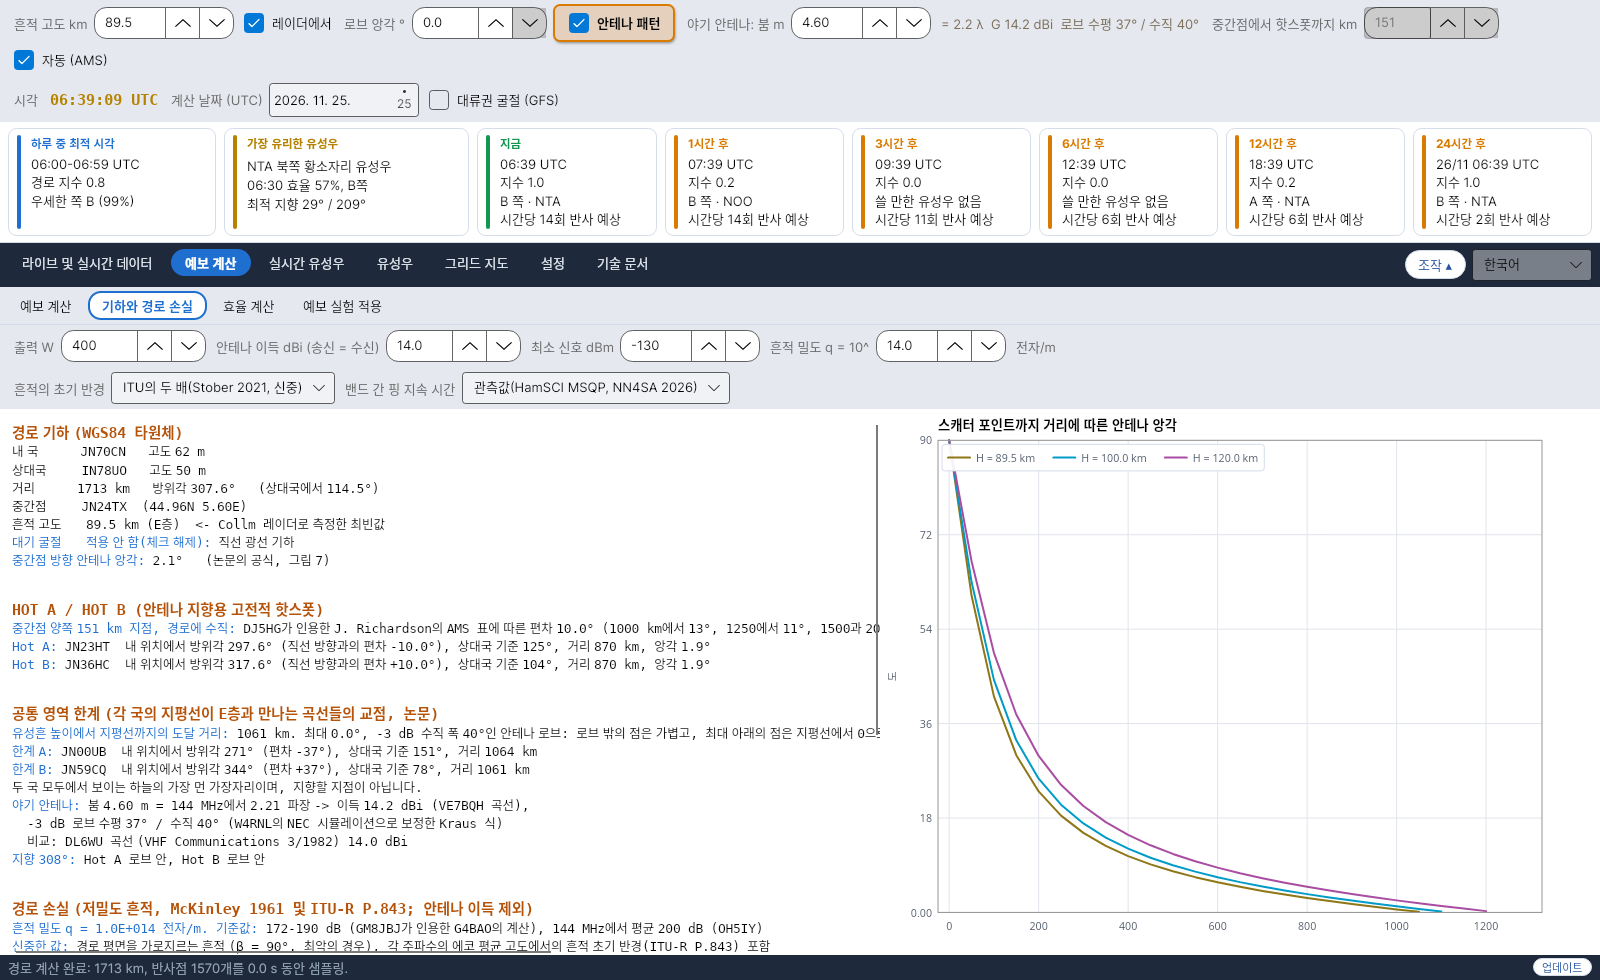 흔적 고도 km 89.5 레이더에서 로브 앙각 ° 0.0 안테나 패턴 야기 안테나: 붐 m 4.60 = 2.2 λ G 14.2 dBi 로브 수평 37° / 수직 40° 중간점에서 핫스폿까지 km 151
자동 (AMS)
시각 06:39:09 UTC 계산 날짜 (UTC) 2026. 11. 25. 25 대류권 굴절 (GFS)
하루 중 최적 시각
06:00-06:59 UTC
경로 지수 0.8
우세한 쪽 B (99%)
가장 유리한 유성우
NTA 북쪽 황소자리 유성우
06:30 효율 57%, B쪽
최적 지향 29° / 209°
지금
06:39 UTC
지수 1.0
B 쪽 · NTA
시간당 14회 반사 예상
1시간 후
07:39 UTC
지수 0.2
B 쪽 · NOO
시간당 14회 반사 예상
3시간 후
09:39 UTC
지수 0.0
쓸 만한 유성우 없음
시간당 11회 반사 예상
6시간 후
12:39 UTC
지수 0.0
쓸 만한 유성우 없음
시간당 6회 반사 예상
12시간 후
18:39 UTC
지수 0.2
A 쪽 · NTA
시간당 6회 반사 예상
24시간 후
26/11 06:39 UTC
지수 1.0
B 쪽 · NTA
시간당 2회 반사 예상
라이브 및 실시간 데이터 예보 계산 실시간 유성우 유성우 그리드 지도 설정 기술 문서 조작 ▴ 한국어
예보 계산 기하와 경로 손실 효율 계산 예보 실험 적용
출력 W 400 안테나 이득 dBi (송신 = 수신) 14.0 최소 신호 dBm -130 흔적 밀도 q = 10^ 14.0 전자/m
흔적의 초기 반경 ITU의 두 배(Stober 2021, 신중) 밴드 간 핑 지속 시간 관측값(HamSCI MSQP, NN4SA 2026)
경로 기하 (WGS84 타원체)
내 국 JN70CN 고도 62 m
상대국 IN78UO 고도 50 m
거리 1713 km 방위각 307.6° (상대국에서 114.5°)
중간점 JN24TX (44.96N 5.60E)
흔적 고도 89.5 km (E층) <- Collm 레이더로 측정한 최빈값
대기 굴절 적용 안 함(체크 해제): 직선 광선 기하
중간점 방향 안테나 앙각: 2.1° (논문의 공식, 그림 7)
HOT A / HOT B (안테나 지향용 고전적 핫스폿)
중간점 양쪽 151 km 지점, 경로에 수직: DJ5HG가 인용한 J. Richardson의 AMS 표에 따른 편차 10.0° (1000 km에서 13°, 1250에서 11°, 1500과 20
Hot A: JN23HT 내 위치에서 방위각 297.6° (직선 방향과의 편차 -10.0°), 상대국 기준 125°, 거리 870 km, 앙각 1.9°
Hot B: JN36HC 내 위치에서 방위각 317.6° (직선 방향과의 편차 +10.0°), 상대국 기준 104°, 거리 870 km, 앙각 1.9°
공통 영역 한계 (각 국의 지평선이 E층과 만나는 곡선들의 교점, 논문)
유성흔 높이에서 지평선까지의 도달 거리: 1061 km. 최대 0.0°, -3 dB 수직 폭 40°인 안테나 로브: 로브 밖의 점은 가볍고, 최대 아래의 점은 지평선에서 0으
한계 A: JN00UB 내 위치에서 방위각 271° (편차 -37°), 상대국 기준 151°, 거리 1064 km
한계 B: JN59CQ 내 위치에서 방위각 344° (편차 +37°), 상대국 기준 78°, 거리 1061 km
두 국 모두에서 보이는 하늘의 가장 먼 가장자리이며, 지향할 지점이 아닙니다.
야기 안테나: 붐 4.60 m = 144 MHz에서 2.21 파장 -> 이득 14.2 dBi (VE7BQH 곡선),
-3 dB 로브 수평 37° / 수직 40° (W4RNL의 NEC 시뮬레이션으로 보정한 Kraus 식)
비교: DL6WU 곡선 (VHF Communications 3/1982) 14.0 dBi
지향 308°: Hot A 로브 안, Hot B 로브 안
경로 손실 (저밀도 흔적, McKinley 1961 및 ITU-R P.843; 안테나 이득 제외)
흔적 밀도 q = 1.0E+014 전자/m. 기준값: 172-190 dB (GM8JBJ가 인용한 G4BAO의 계산), 144 MHz에서 평균 200 dB (OH5IY)
신중한 값: 경로 평면을 가로지르는 흔적 (β = 90°, 최악의 경우), 각 주파수의 에코 평균 고도에서의 흔적 초기 반경(ITU-R P.843) 포함
스캐터 포인트까지 거리에 따른 안테나 앙각
H = 89.5 km H = 100.0 km H = 120.0 km
90
72
54
도
36
18
0.00
0 200 400 600 800 1000 1200
경로 계산 완료: 1713 km, 반사점 1570개를 0.0 s 동안 샘플링. 업데이트